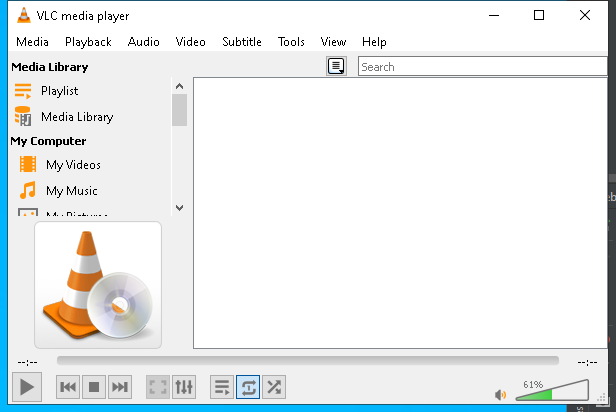 VLC media player
Media Playback Audio Video Subtitle Tools View Help
Media Library
Search
Playlist
Media Library
My Computer
My Videos
My Music
My Pictures
--:-- --:--
61%